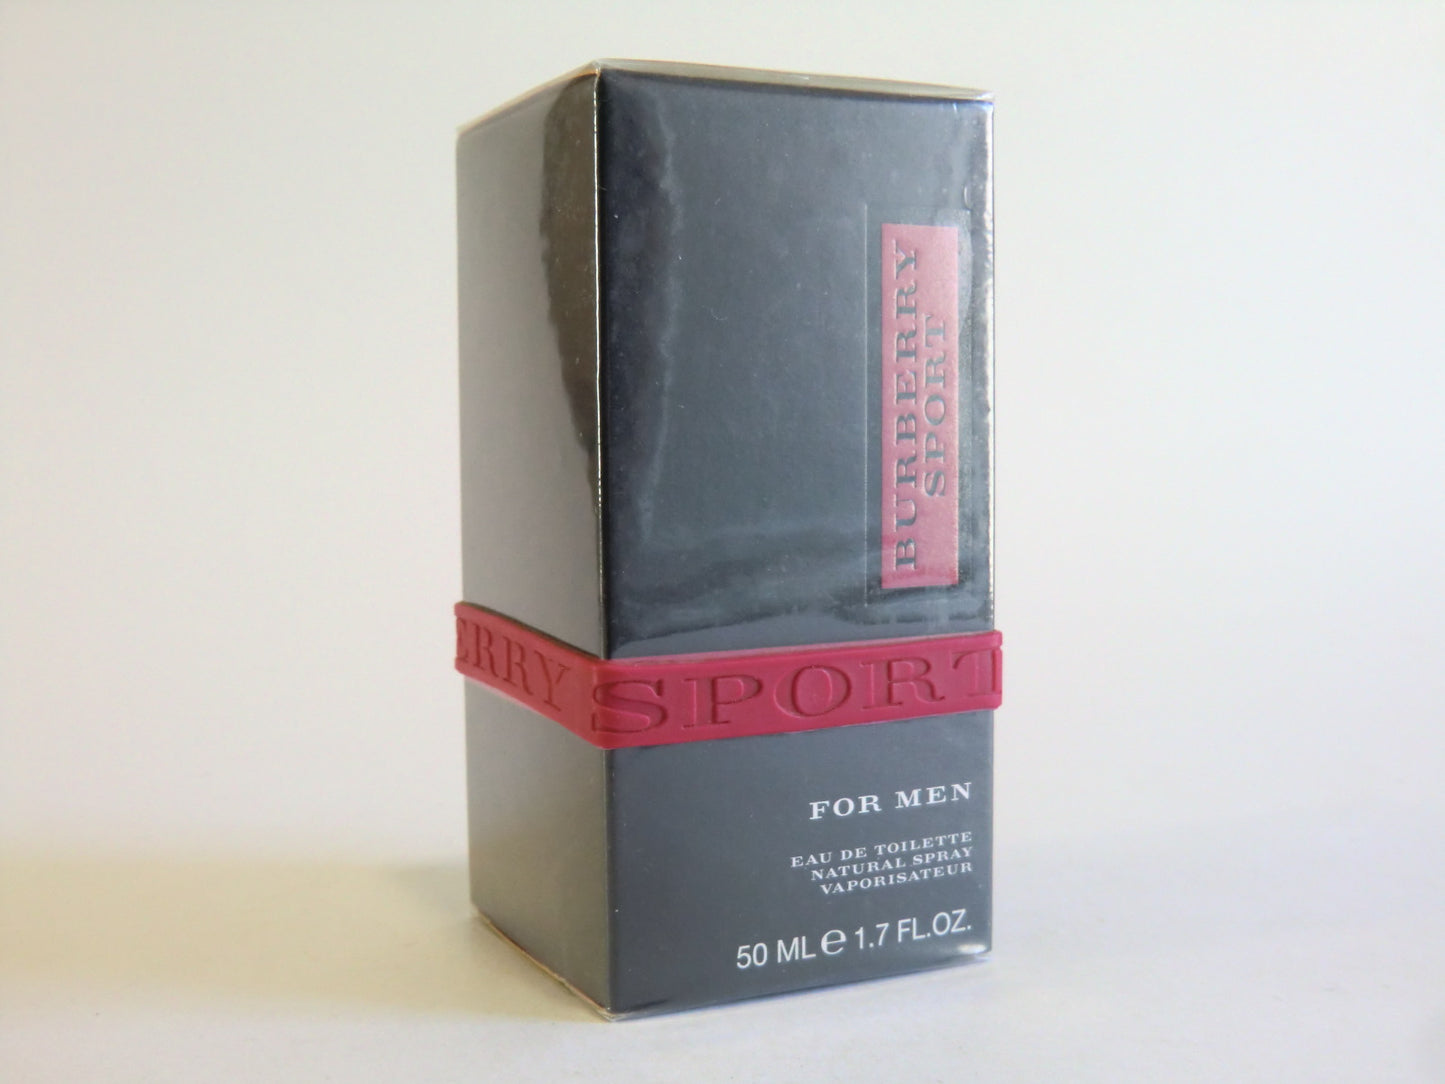 BURBERRY
SPORT
ERRY SPORT
FOR MEN
EAU DE TOILETTE
NATURAL SPRAY
VAPORISATEUR
50 ML e 1.7 FL.OZ.